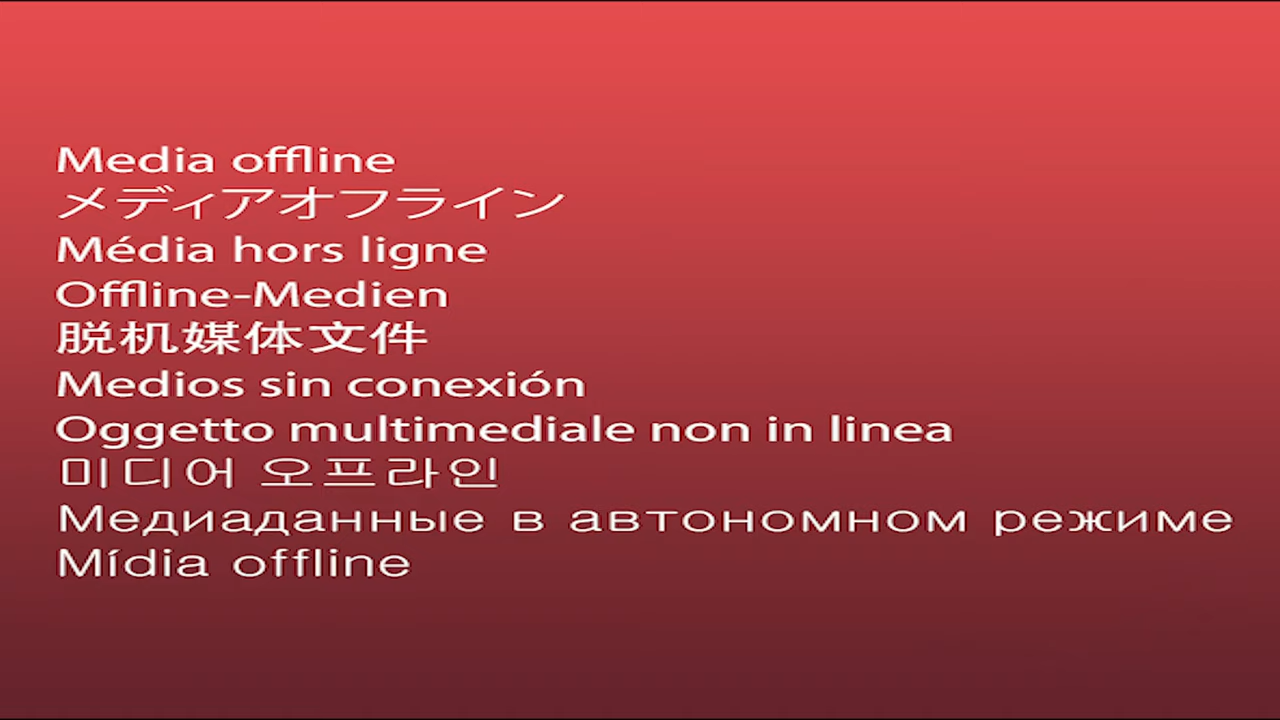 Media offline
メディアオフライン
Média hors ligne
Offline-Medien
脱机媒体文件
Medios sin conexión
Oggetto multimediale non in linea
미디어 오프라인
Медиаданные в автономном режиме
Mídia offline